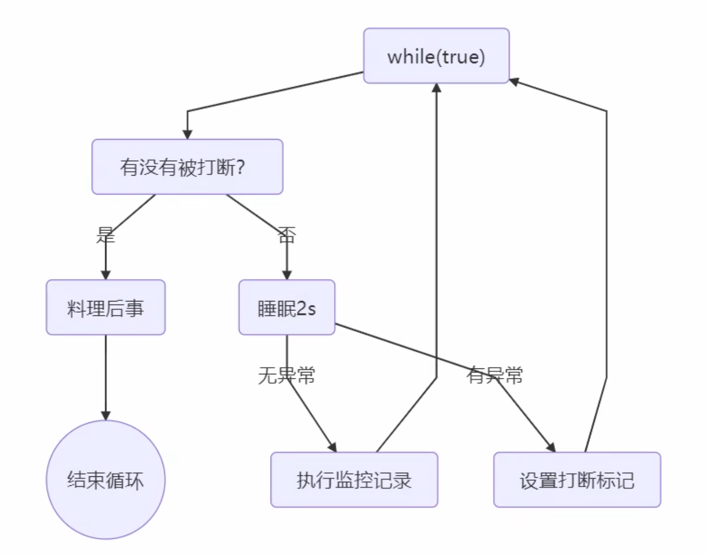 while(true)
有没有被打断?
是
否
料理后事
睡眠2s
无异常
有异常
结束循环
执行监控记录
设置打断标记